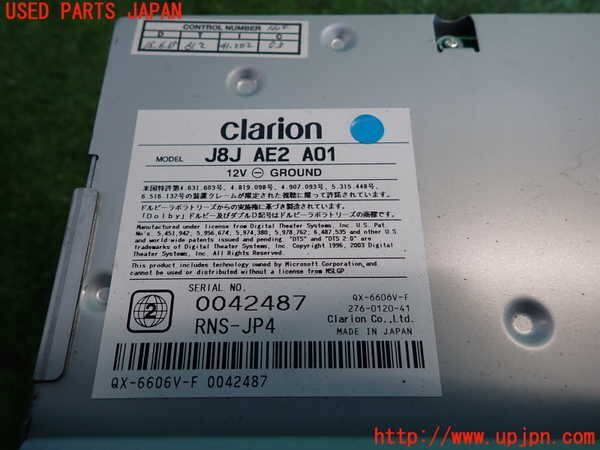 USED PARTS JAPAN
CONTROL NUMBER
D T I C
clarion
MODEL J8J AE2 A01
12V ⊖ GROUND
米国特許第4,631,603号、4,819,098号、4,907,093号、5,315,448号、
6,516,132号の装置クレームが限定された視聴に限って許諾されています。
ドルビーラボラトリーズからの実施権に基づき製造されています。
「Dolby」ドルビー及びダブルD記号はドルビーラボラトリーズの商標です。
Manufactured under license from Digital Theater Systems, Inc. U.S. Pat.
No's. 5,451,942, 5,956,674, 5,974,380, 5,978,762, 6,487,535 and other U.S.
and world-wide patents issued and pending "DTS" and "DTS 2.0" are
trademarks of Digital Theater Systems, Inc. Copyright 1996, 2003 Digital
Theater Systems, Inc. All Rights Reserved.
This product includes technology owned by Microsoft Corporation,and
cannot be used or distributed without a license from MSLGP.
SERIAL NO.
2 0042487 QX-6606V-F
276-0120-41
RNS-JP4 Clarion Co.,Ltd.
MADE IN JAPAN
QX-6606V-F 0042487
http://www.upjpn.com/